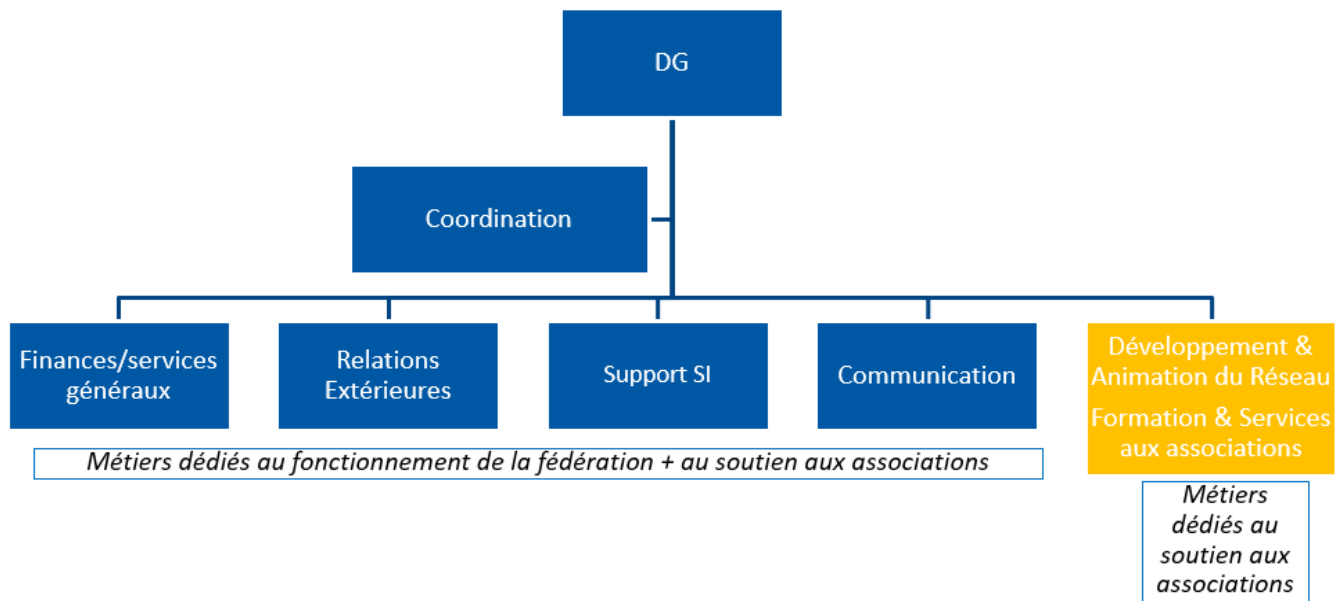 DG
Coordination
Finances/services
généraux
Relations
Extérieures
Support SI
Communication
Développement &
Animation du Réseau
Formation & Services
aux associations
Métiers dédiés au fonctionnement de la fédération + au soutien aux associations
Métiers
dédiés au
soutien aux
associations